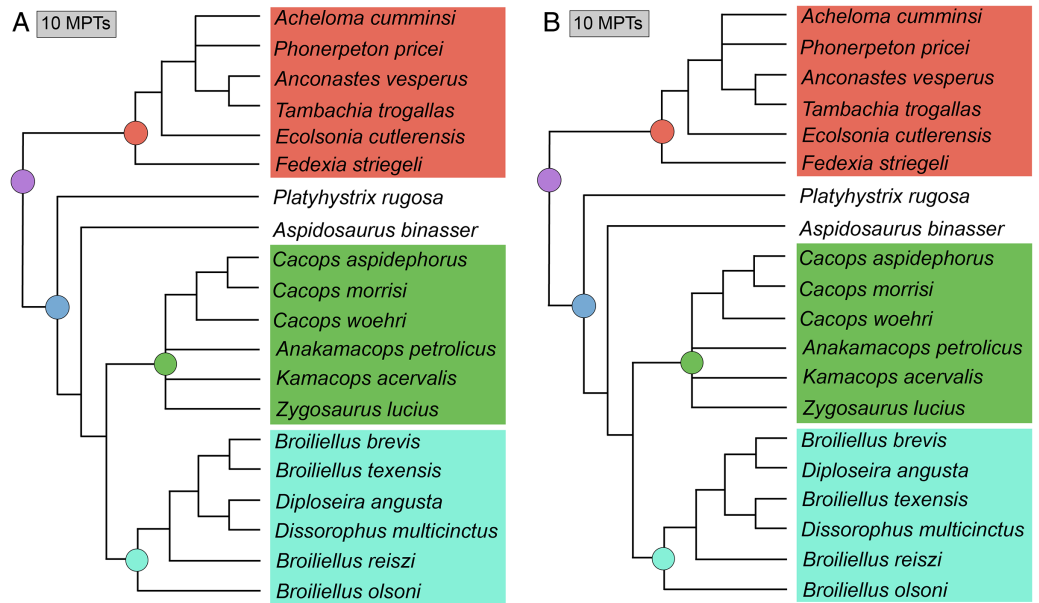 A 10 MPTs
Acheloma cumminsi
Phonerpeton pricei
Anconastes vesperus
Tambachia trogallas
Ecolsonia cutlerensis
Fedexia striegeli
Platyhystrix rugosa
Aspidosaurus binasser
Cacops aspidephorus
Cacops morrisi
Cacops woehri
Anakamacops petrolicus
Kamacops acervalis
Zygosaurus lucius
Broiliellus brevis
Broiliellus texensis
Diploseira angusta
Dissorophus multicinctus
Broiliellus reiszi
Broiliellus olsoni
B 10 MPTs
Acheloma cumminsi
Phonerpeton pricei
Anconastes vesperus
Tambachia trogallas
Ecolsonia cutlerensis
Fedexia striegeli
Platyhystrix rugosa
Aspidosaurus binasser
Cacops aspidephorus
Cacops morrisi
Cacops woehri
Anakamacops petrolicus
Kamacops acervalis
Zygosaurus lucius
Broiliellus brevis
Diploseira angusta
Broiliellus texensis
Dissorophus multicinctus
Broiliellus reiszi
Broiliellus olsoni